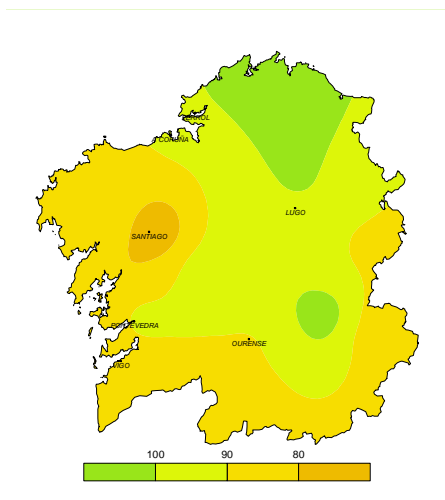 FERROL
A CORUÑA
LUGO
SANTIAGO
PONTEVEDRA
OURENSE
VIGO
100 90 80